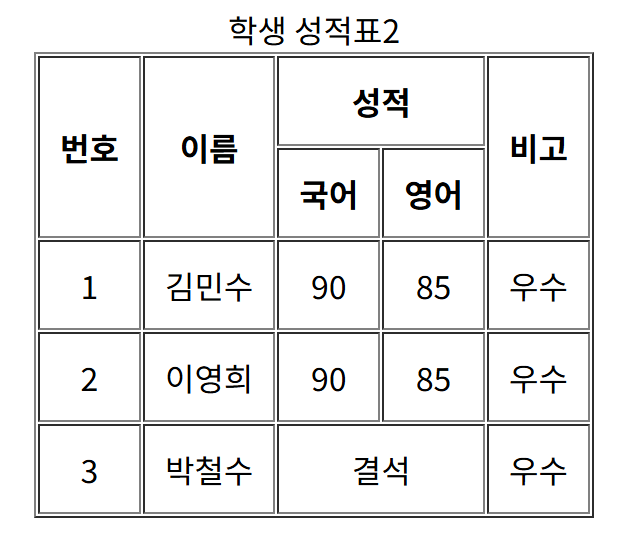 학생 성적표2
번호 이름 성적 비고
국어 영어
1 김민수 90 85 우수
2 이영희 90 85 우수
3 박철수 결석 우수